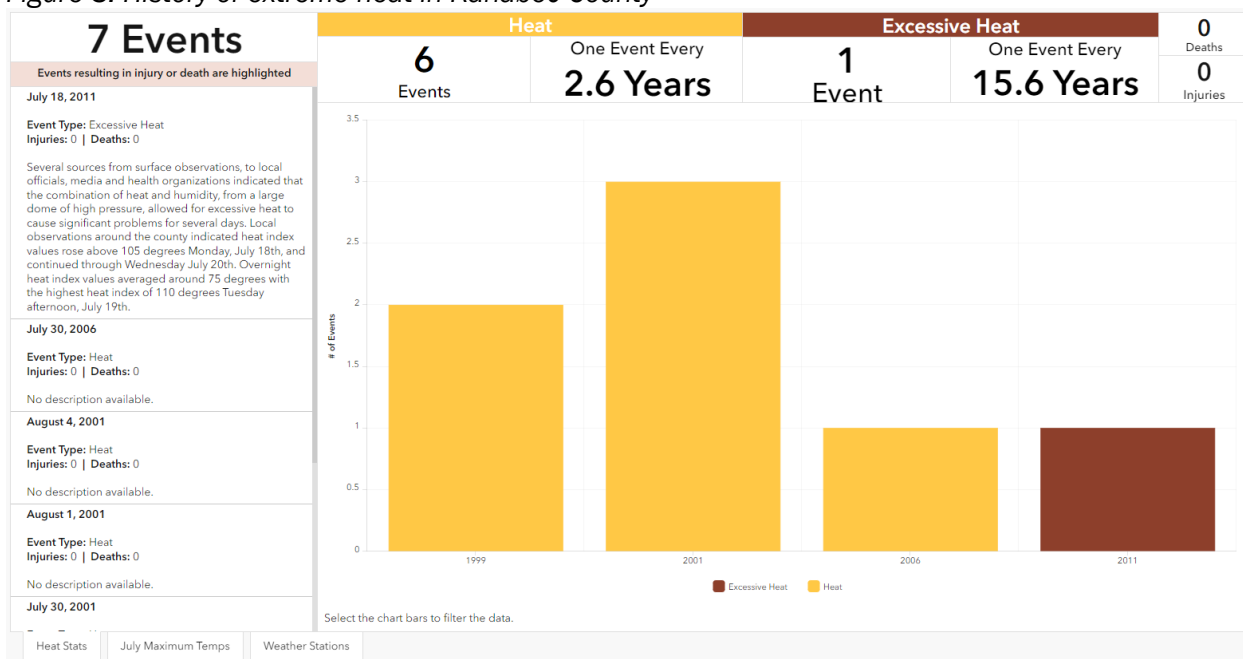 Figure History of extreme heat in Kanabec County
7 Events
Events resulting in injury or death are highlighted
July 18, 2011
Event Type: Excessive Heat
Injuries: 0 | Deaths: 0
Several sources from surface observations, to local
officials, media and health organizations indicated that
the combination of heat and humidity, from a large
dome of high pressure, allowed for excessive heat to
cause significant problems for several days. Local
observations around the county indicated heat index
values rose above 105 degrees Monday, July 18th, and
continued through Wednesday July 20th. Overnight
heat index values averaged around 75 degrees with
the highest heat index of 110 degrees Tuesday
afternoon, July 19th.
July 30, 2006
Event Type: Heat
Injuries: 0 | Deaths: 0
No description available.
August 4, 2001
Event Type: Heat
Injuries: 0 | Deaths: 0
No description available.
August 1, 2001
Event Type: Heat
Injuries: 0 | Deaths: 0
No description available.
July 30, 2001
Heat
6
Events
One Event Every
2.6 Years
Excessive Heat
1
Event
One Event Every
15.6 Years
0
Deaths
0
Injuries
# of Events
3.5
3
2.5
2
1.5
1
0.5
0
1999
2001
2006
2011
Excessive Heat
Heat
Select the chart bars to filter the data.
Heat Stats
July Maximum Temps
Weather Stations